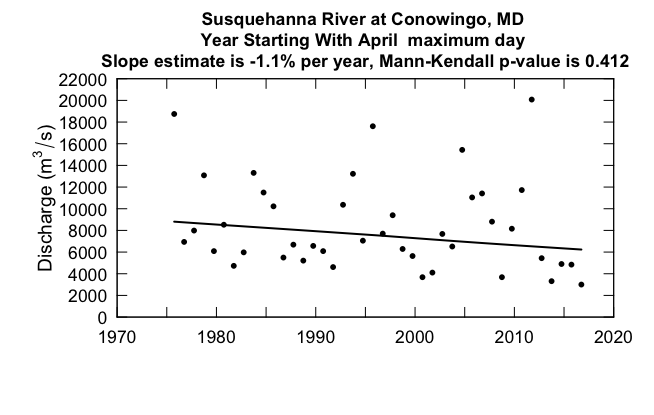 Susquehanna River at Conowingo, MD
Year Starting With April maximum day
Slope estimate is -1.1% per year, Mann-Kendall p-value is 0.412
Discharge (m³/s)
22000
20000
18000
16000
14000
12000
10000
8000
6000
4000
2000
0
1970 1980 1990 2000 2010 2020